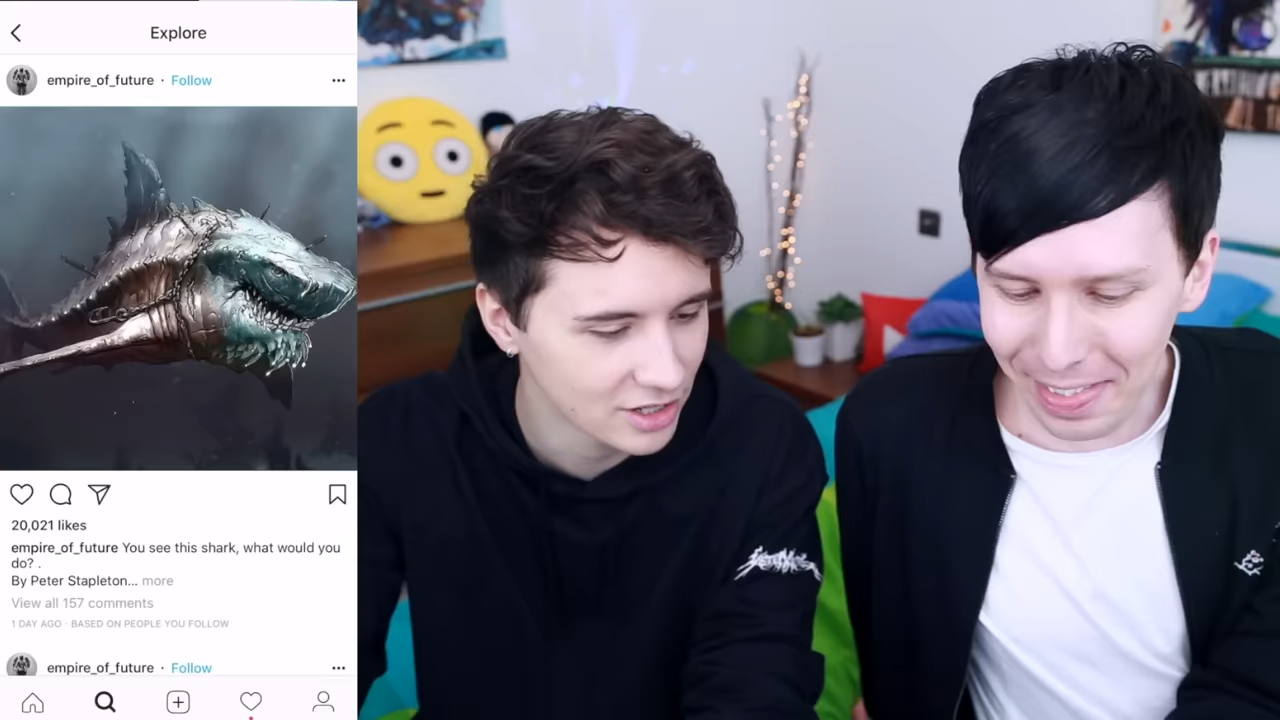 Explore
empire_of_future · Follow
20,021 likes
empire_of_future You see this shark, what would you
do? .
By Peter Stapleton... more
View all 157 comments
1 DAY AGO · BASED ON PEOPLE YOU FOLLOW
empire_of_future · Follow